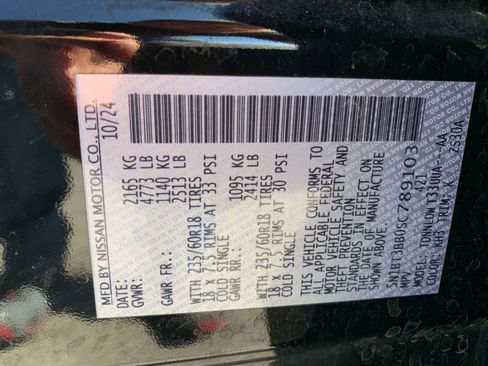 MFD BY NISSAN MOTOR CO., LTD.
DATE: 10/24
GVWR: 2165 KG
4773 LB
GAWR FR.: 1140 KG
2513 LB
WITH 235/60R18 TIRES
18 X 7.5 RIMS AT 33 PSI
COLD SINGLE
GAWR RR.: 1095 KG
2414 LB
WITH 235/60R18 TIRES
18 X 7.5 RIMS AT 30 PSI
COLD SINGLE
THIS VEHICLE CONFORMS TO
ALL APPLICABLE FEDERAL
MOTOR VEHICLE SAFETY AND
THEFT PREVENTION
STANDARDS IN EFFECT ON
THE DATE OF MANUFACTURE
SHOWN ABOVE.
789103
MPV 421
MODEL:
COLOR: KH3 TRIM: K
AA